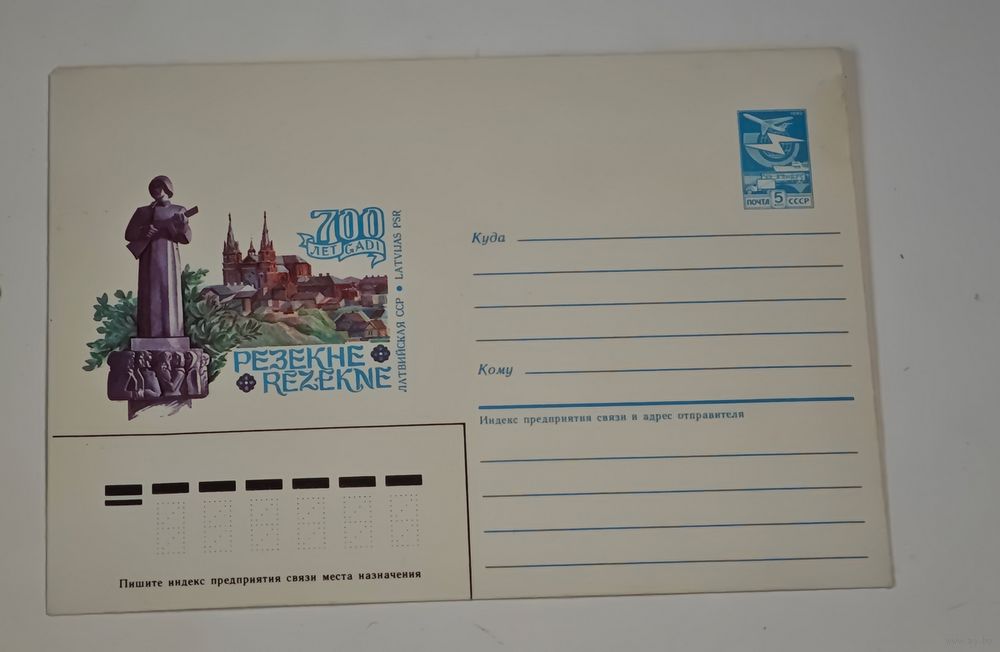 700
ЛЕТ GADI
РЕЗЕКНЕ
REZEKNE
ЛАТВИЙСКАЯ ССР • LATVIJAS PSR
ПОЧТА 5 СССР
Куда
Кому
Индекс предприятия связи и адрес отправителя
Пишите индекс предприятия связи места назначения